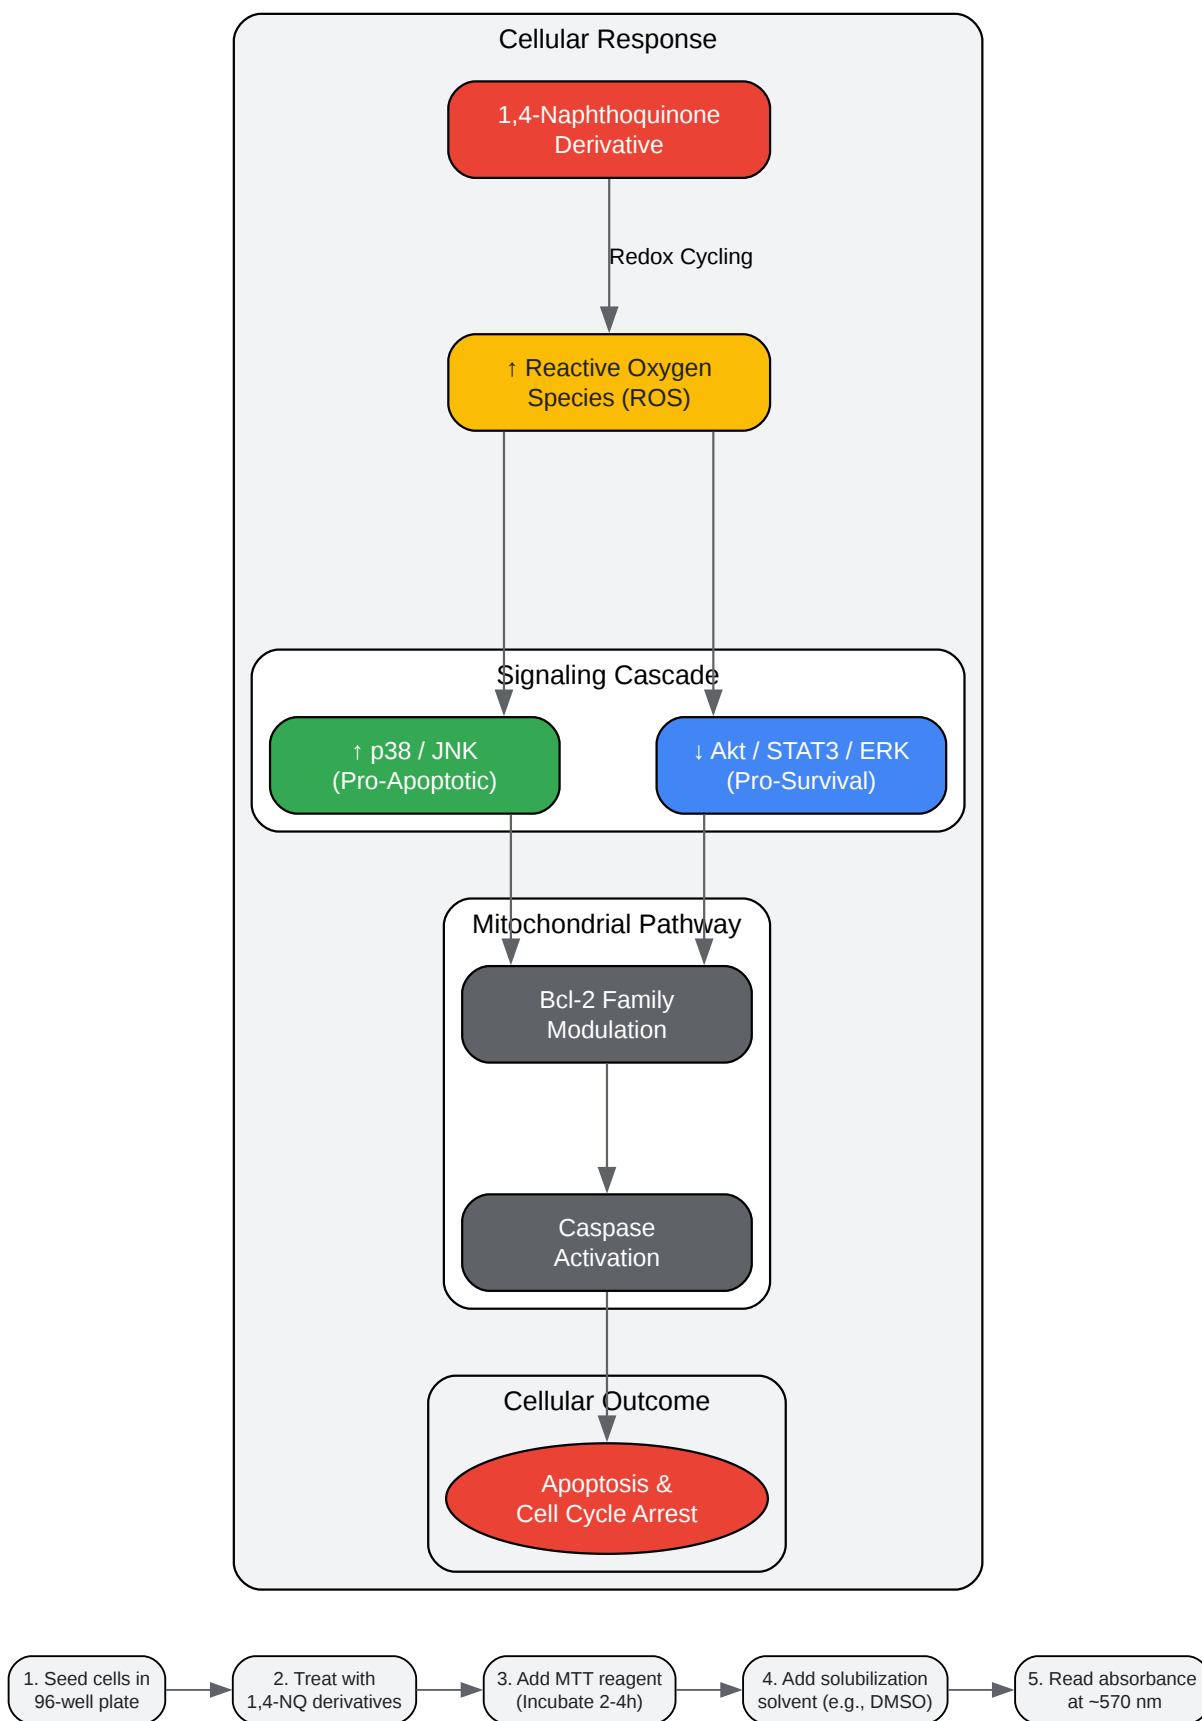 Cellular Response
1,4-Naphthoquinone
Derivative
Redox Cycling
↑ Reactive Oxygen
Species (ROS)
Signaling Cascade
↑ p38 / JNK
(Pro-Apoptotic)
↓ Akt / STAT3 / ERK
(Pro-Survival)
Mitochondrial Pathway
Bcl-2 Family
Modulation
Caspase
Activation
Cellular Outcome
Apoptosis &
Cell Cycle Arrest
1. Seed cells in
96-well plate
2. Treat with
1,4-NQ derivatives
3. Add MTT reagent
(Incubate 2-4h)
4. Add solubilization
solvent (e.g., DMSO)
5. Read absorbance
at ~570 nm